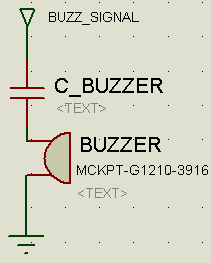 BUZZ_SIGNAL
C_BUZZER
<TEXT>
BUZZER
MCKPT-G1210-3916
<TEXT>